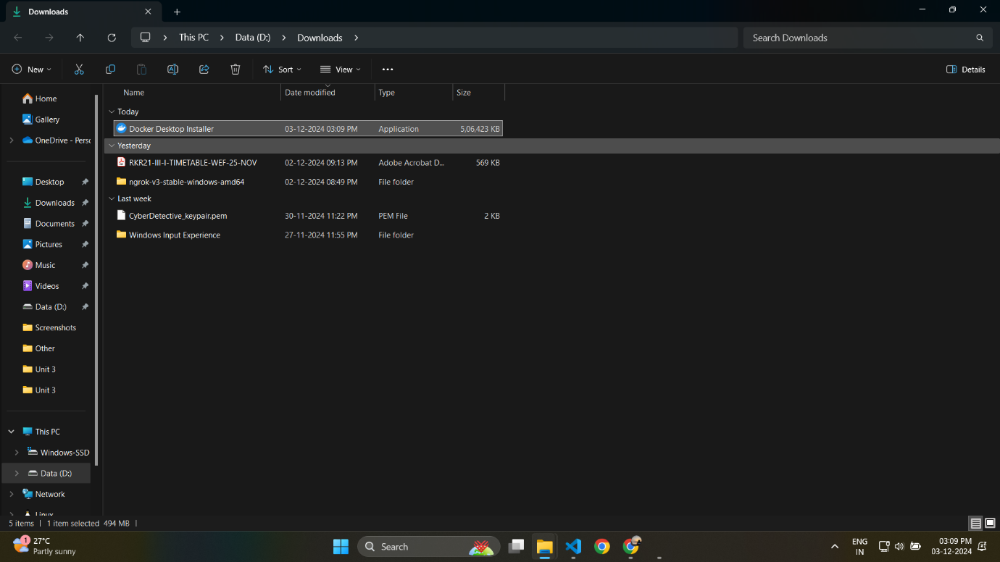 Downloads
This PC
Data (D:)
Downloads
Search Downloads
New
Sort
View
Details
Name
Date modified
Type
Size
Home
Gallery
OneDrive - Perso
Desktop
Downloads
Documents
Pictures
Music
Videos
Data (D:)
Screenshots
Other
Unit 3
Unit 3
This PC
Windows-SSD
Data (D:)
Network
Linux
Today
Docker Desktop Installer 03-12-2024 03:09 PM Application 5,06,423 KB
Yesterday
RKR21-III-I-TIMETABLE-WEF-25-NOV 02-12-2024 09:13 PM Adobe Acrobat D... 569 KB
ngrok-v3-stable-windows-amd64 02-12-2024 08:49 PM File folder
Last week
CyberDetective_keypair.pem 30-11-2024 11:22 PM PEM File 2 KB
Windows Input Experience 27-11-2024 11:55 PM File folder
5 items 1 item selected 494 MB
1
27°C
Partly sunny
Search
ENG
IN
03:09 PM
03-12-2024